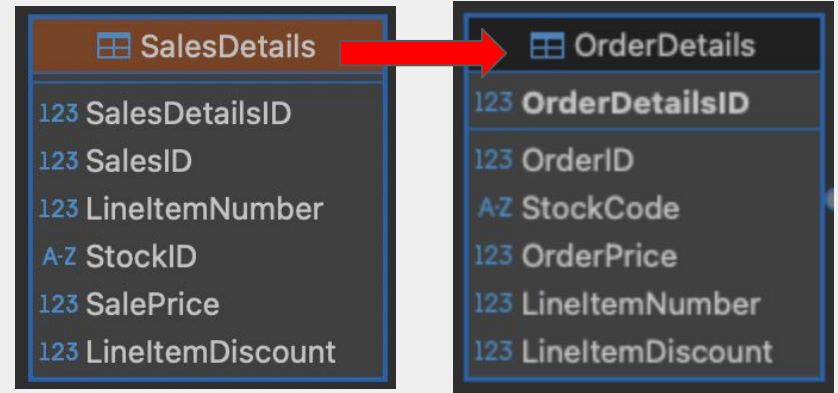 SalesDetails
123 SalesDetailsID
123 SalesID
123 LineItemNumber
A-Z StockID
123 SalePrice
123 LineItemDiscount
OrderDetails
123 OrderDetailsID
123 OrderID
A-Z StockCode
123 OrderPrice
123 LineItemNumber
123 LineItemDiscount